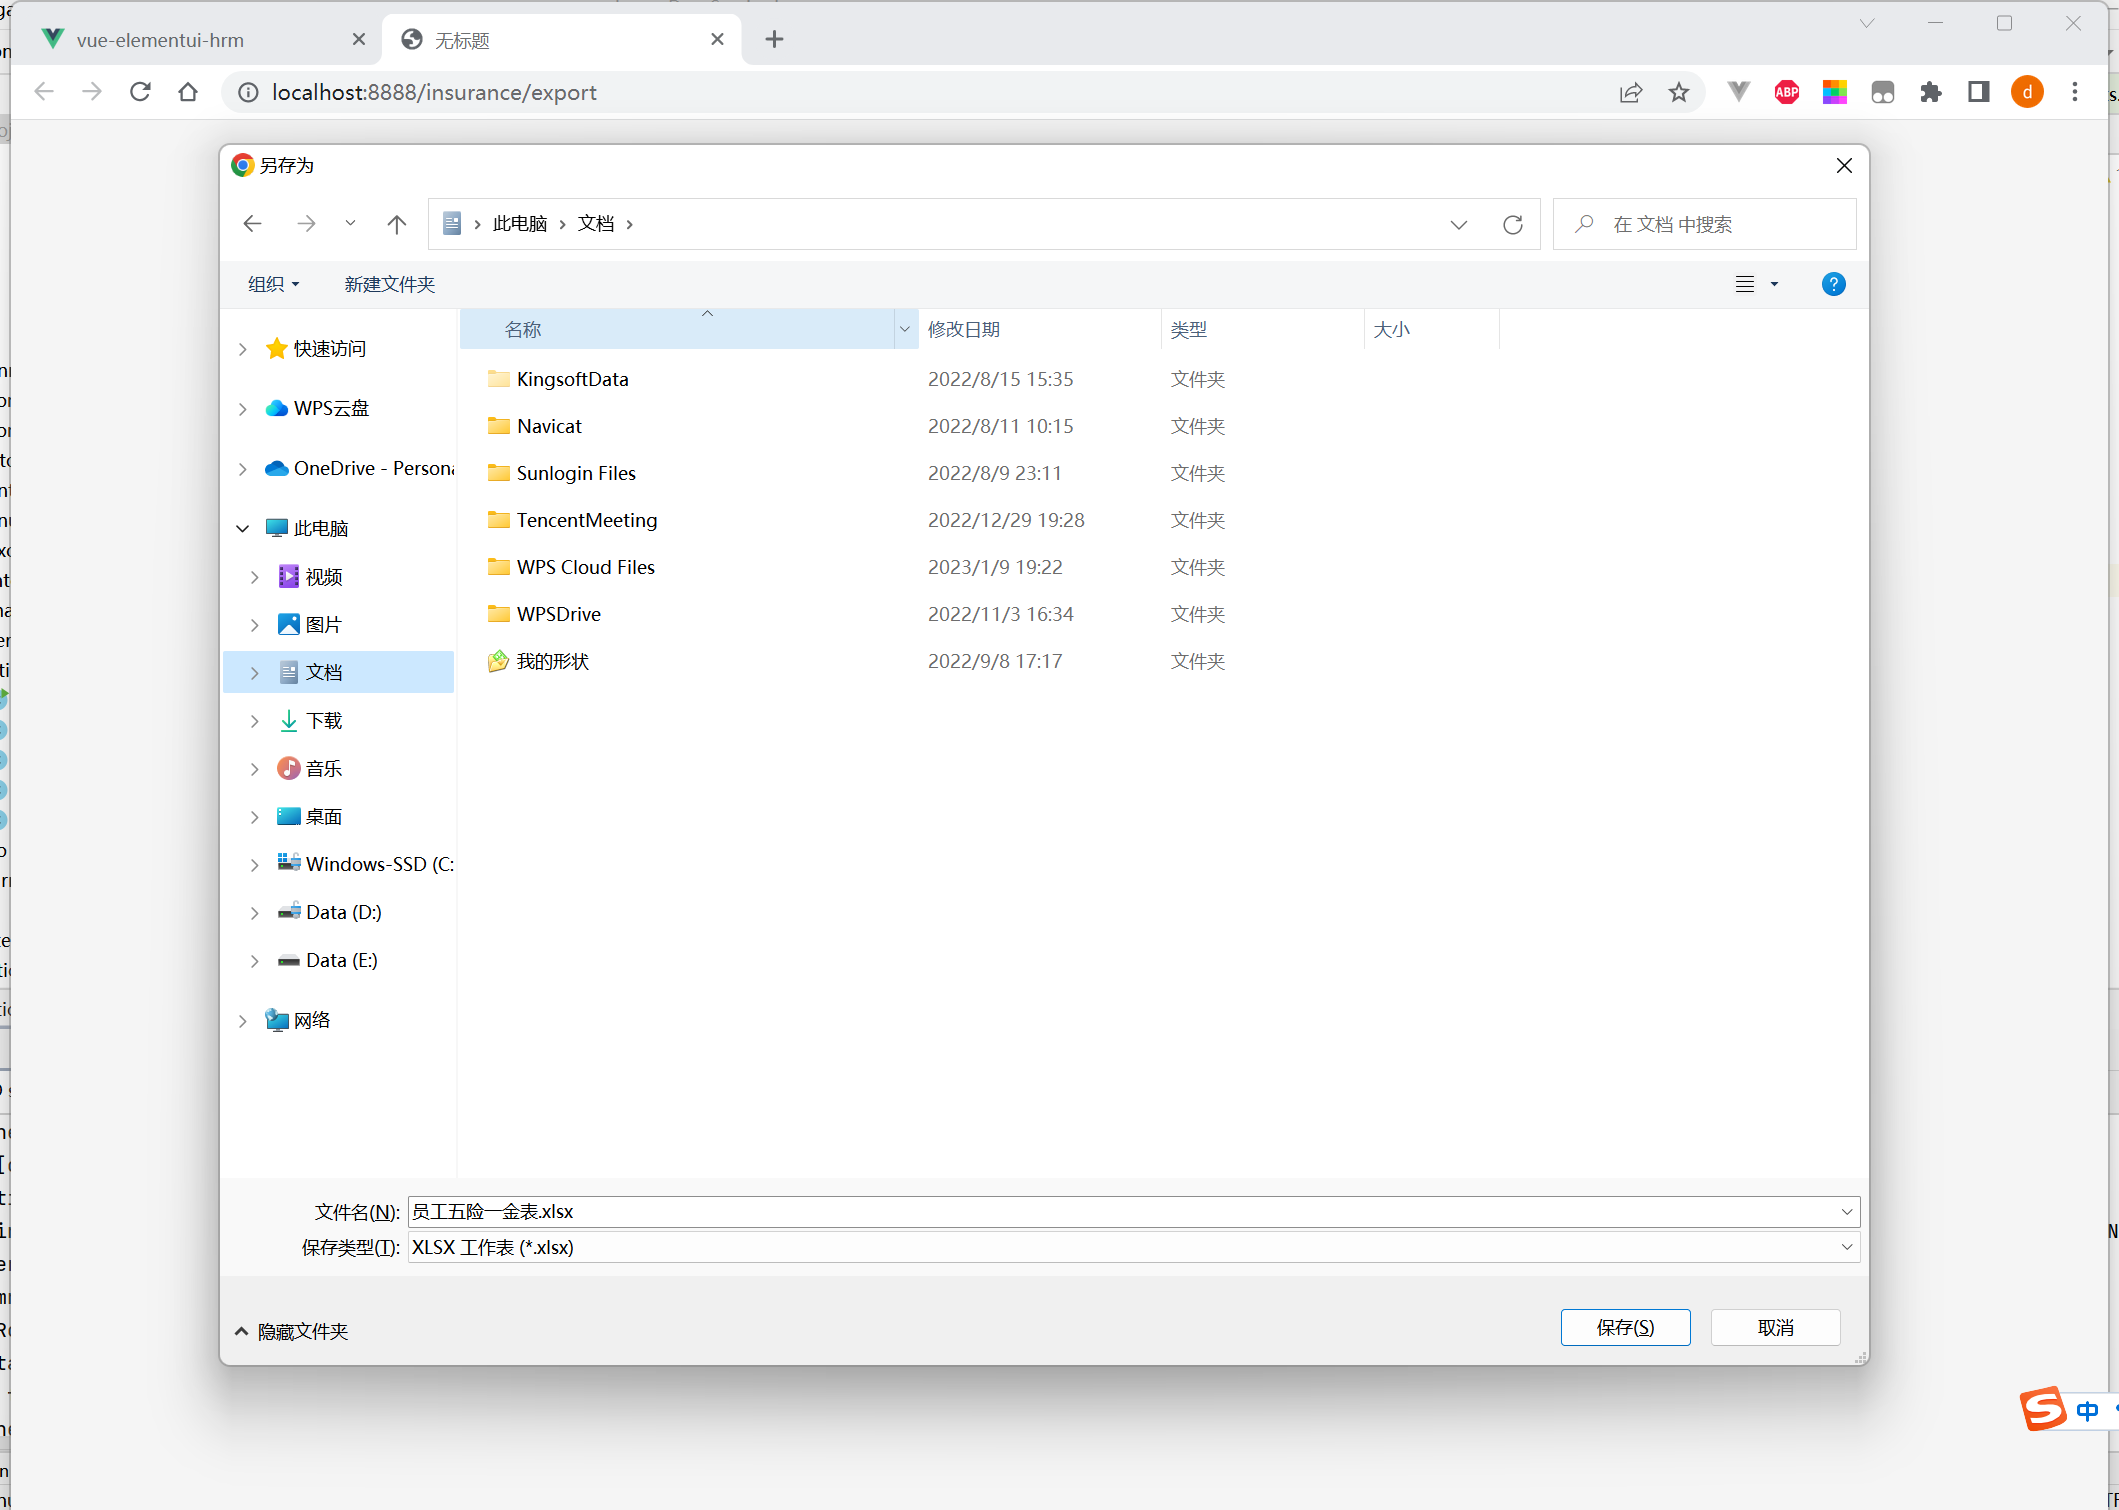 vue-elementui-hrm
无标题
localhost:8888/insurance/export
ABP
d
另存为
此电脑 文档
在 文档 中搜索
组织
新建文件夹
名称 修改日期 类型 大小
快速访问
WPS云盘
OneDrive - Persona
此电脑
视频
图片
文档
下载
音乐
桌面
Windows-SSD (C:
Data (D:)
Data (E:)
网络
KingsoftData 2022/8/15 15:35 文件夹
Navicat 2022/8/11 10:15 文件夹
Sunlogin Files 2022/8/9 23:11 文件夹
TencentMeeting 2022/12/29 19:28 文件夹
WPS Cloud Files 2023/1/9 19:22 文件夹
WPSDrive 2022/11/3 16:34 文件夹
我的形状 2022/9/8 17:17 文件夹
文件名(N): 员工五险一金表.xlsx
保存类型(T): XLSX 工作表 (*.xlsx)
隐藏文件夹
保存(S)
取消
中